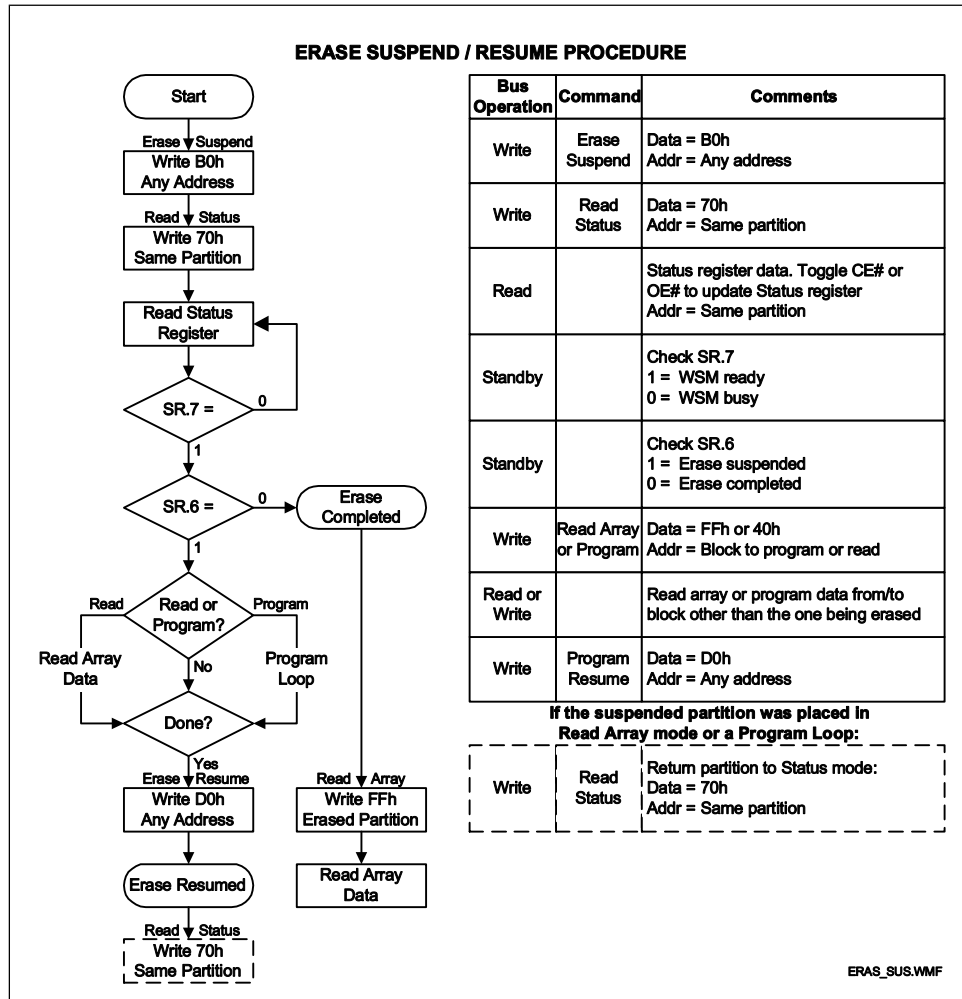 ERASE SUSPEND / RESUME PROCEDURE
Start
Erase Suspend
Write B0h
Any Address
Read Status
Write 70h
Same Partition
Read Status
Register
SR.7 =
0
1
SR.6 =
0
Erase
Completed
1
Read
Read or
Program?
Program
Read Array
Data
No
Program
Loop
Done?
Yes
Erase Resume
Write D0h
Any Address
Read Array
Write FFh
Erased Partition
Erase Resumed
Read Array
Data
Read Status
Write 70h
Same Partition
Bus
Operation
Command
Comments
Write
Erase
Suspend
Data = B0h
Addr = Any address
Write
Read
Status
Data = 70h
Addr = Same partition
Read
Status register data. Toggle CE# or
OE# to update Status register
Addr = Same partition
Standby
Check SR.7
1 = WSM ready
0 = WSM busy
Standby
Check SR.6
1 = Erase suspended
0 = Erase completed
Write
Read Array
or Program
Data = FFh or 40h
Addr = Block to program or read
Read or
Write
Read array or program data from/to
block other than the one being erased
Write
Program
Resume
Data = D0h
Addr = Any address
If the suspended partition was placed in
Read Array mode or a Program Loop:
Write
Read
Status
Return partition to Status mode:
Data = 70h
Addr = Same partition
ERAS_SUS.WMF